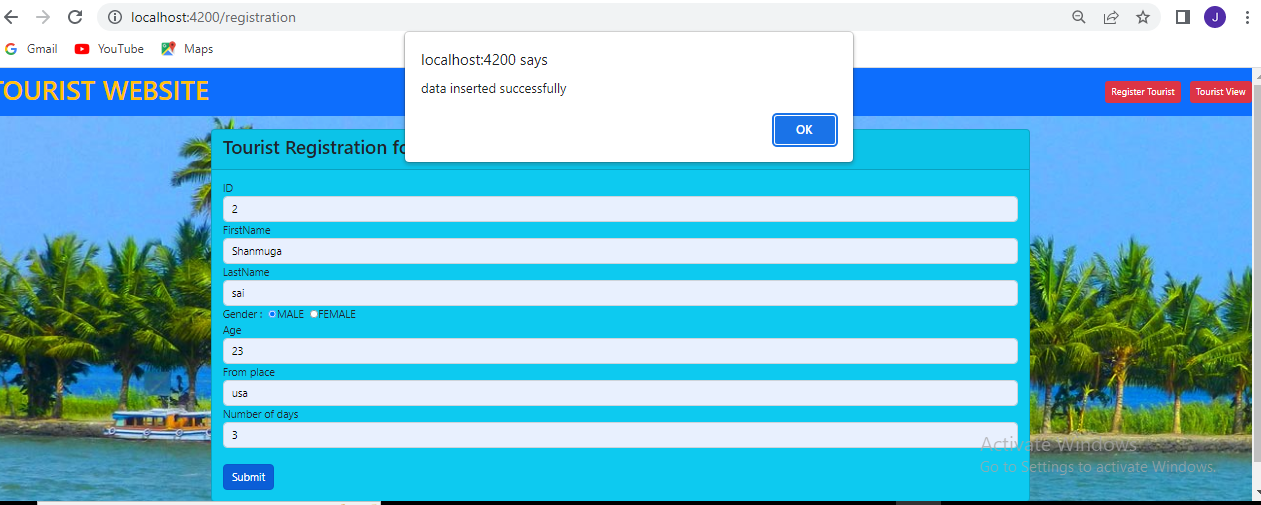 localhost:4200/registration
J
Gmail YouTube Maps
localhost:4200 says
data inserted successfully
OK
TOURIST WEBSITE
Register Tourist Tourist View
Tourist Registration
ID
2
FirstName
Shanmuga
LastName
sai
Gender : MALE FEMALE
Age
23
From place
usa
Number of days
3
Activate Windows
Go to Settings to activate Windows.
Submit